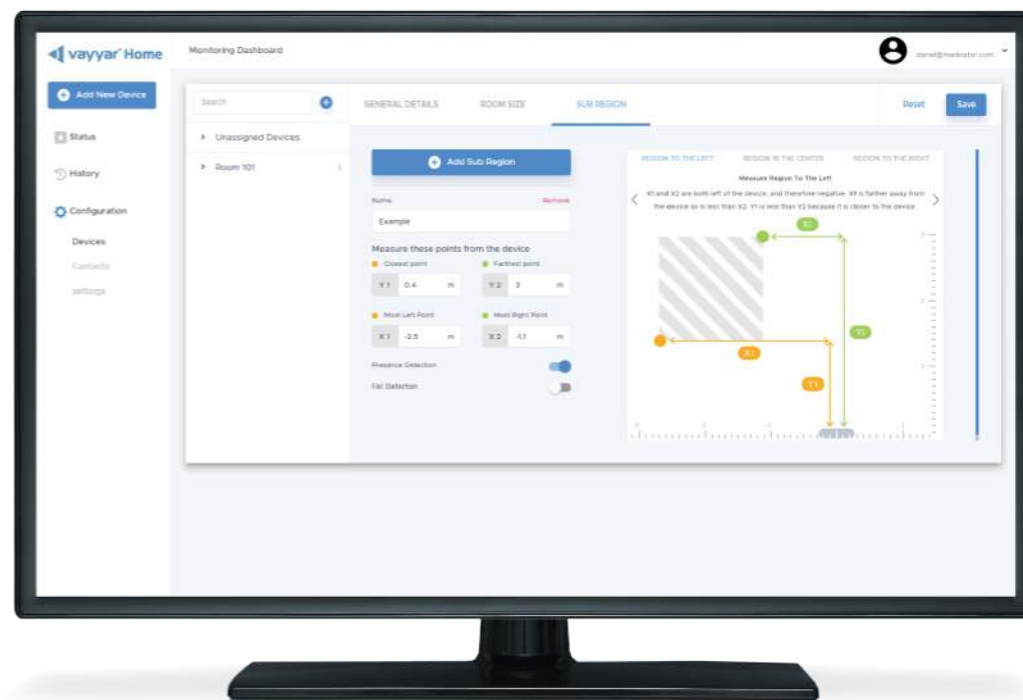 vayyar Home
Monitoring Dashboard
Add New Device
Status
History
Configuration
Devices
Contacts
settings
Search
Unassigned Devices
Room 101
GENERAL DETAILS
ROOM SIZE
SUB REGION
Reset
Save
Add Sub Region
Name
Remove
Example
Measure these points from the device
Closest point
Farthest point
Y 1
0.4
m
Y 2
3
m
Most Left Point
Most Right Point
X 1
-2.5
m
X 2
-1.1
m
Presence Detection
Fall Detection
REGION TO THE LEFT
REGION IN THE CENTER
REGION TO THE RIGHT
Measure Region To The Left
X1 and X2 are both left of the device, and therefore negative. X1 is farther away from
the device so is less than X2. Y1 is less than Y2 because it is closer to the device.
X2
Y2
X1
Y1